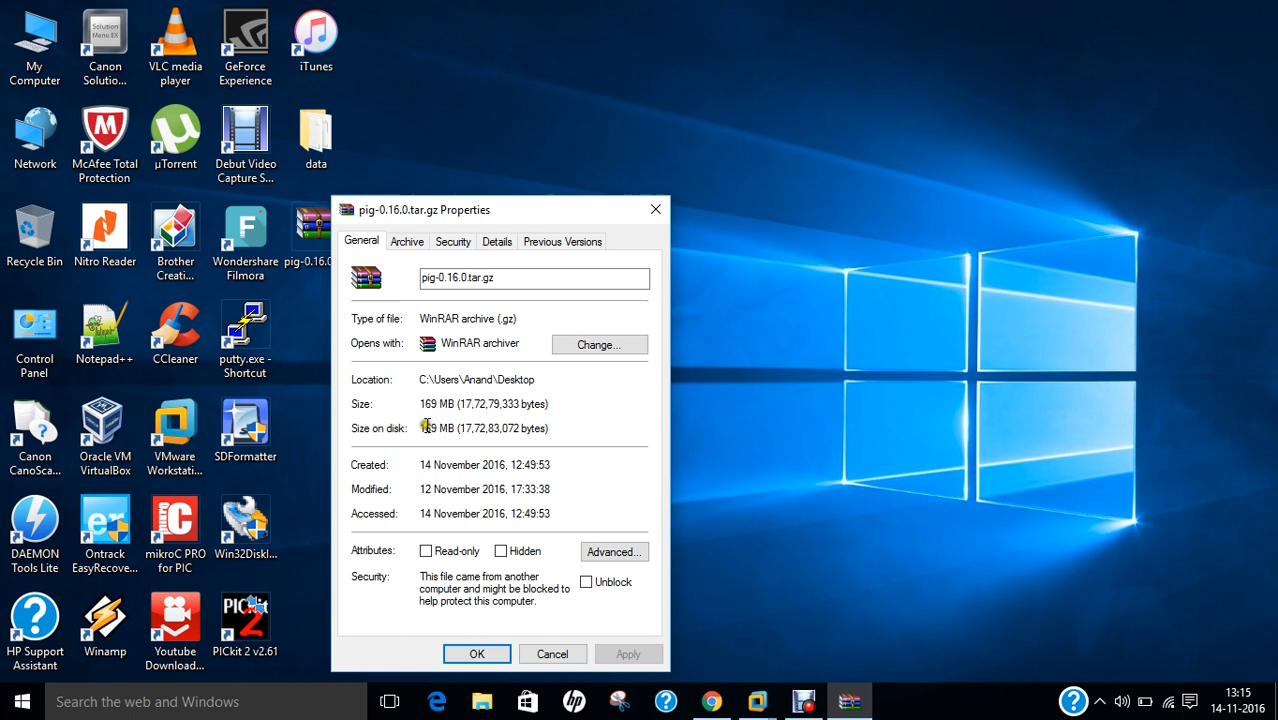 My
Computer
Solution
Menu EX
Canon
Solutio...
VLC media
player
GeForce
Experience
iTunes
Network
McAfee Total
Protection
µTorrent
Debut Video
Capture S...
data
Recycle Bin
Nitro Reader
Brother
Creati...
Wondershare
Filmora
pig-0.16.0
Control
Panel
Notepad++
CCleaner
putty.exe -
Shortcut
Canon
CanoSca...
Oracle VM
VirtualBox
VMware
Workstati...
SDFormatter
DAEMON
Tools Lite
Ontrack
EasyRecove...
mikroC PRO
for PIC
Win32DiskI...
HP Support
Assistant
Winamp
Youtube
Download...
PICkit 2
PICkit 2 v2.61
pig-0.16.0.tar.gz Properties
General Archive Security Details Previous Versions
pig-0.16.0.tar.gz
Type of file: WinRAR archive (.gz)
Opens with: WinRAR archiver Change...
Location: C:\Users\Anand\Desktop
Size: 169 MB (17,72,79,333 bytes)
Size on disk: 169 MB (17,72,83,072 bytes)
Created: 14 November 2016, 12:49:53
Modified: 12 November 2016, 17:33:38
Accessed: 14 November 2016, 12:49:53
Attributes: Read-only Hidden Advanced...
Security: This file came from another
computer and might be blocked to
help protect this computer.
Unblock
OK Cancel Apply
Search the web and Windows
13:15
14-11-2016